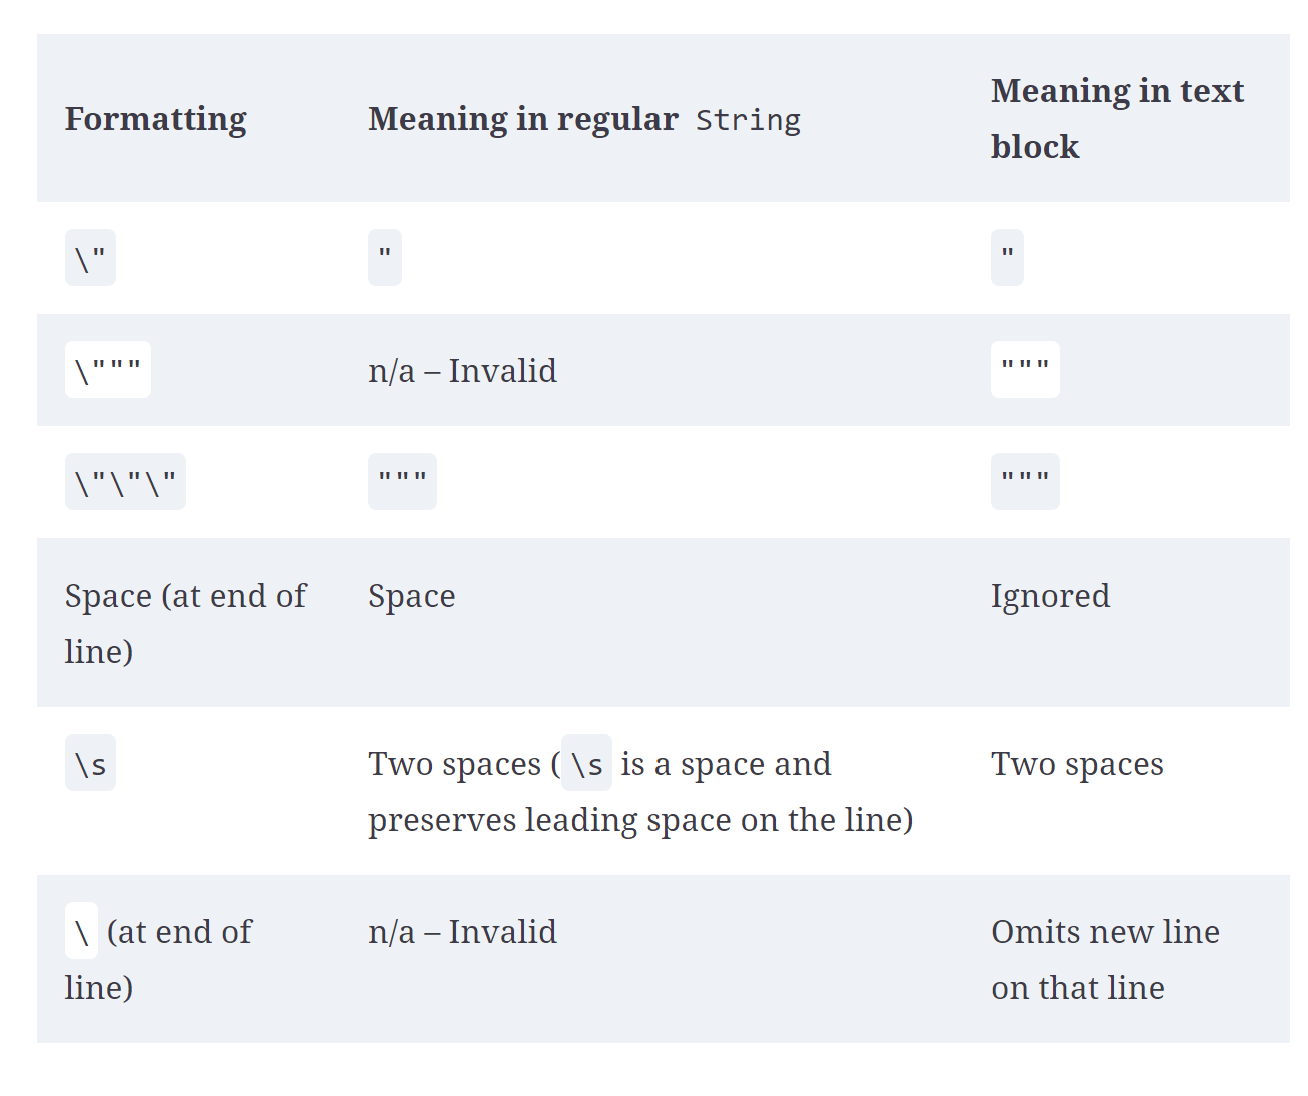 Formatting Meaning in regular String Meaning in text
block
\" " "
\""" n/a – Invalid """
\"\"\" """ """
Space (at end of Space Ignored
line)
\s Two spaces (\s is a space and Two spaces
preserves leading space on the line)
\ (at end of n/a – Invalid Omits new line
line) on that line